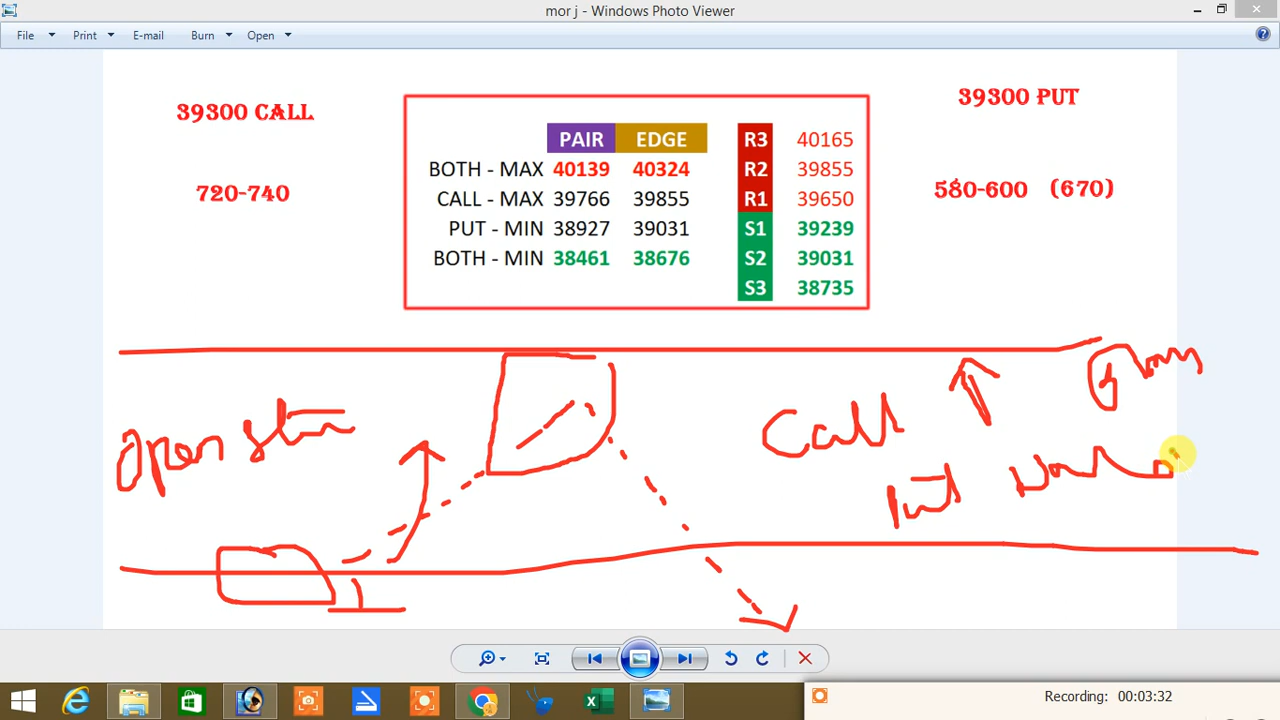 mor j - Windows Photo Viewer
File Print E-mail Burn Open
39300 CALL
720-740
PAIR EDGE
BOTH - MAX 40139 40324
CALL - MAX 39766 39855
PUT - MIN 38927 39031
BOTH - MIN 38461 38676
R3 40165
R2 39855
R1 39650
S1 39239
S2 39031
S3 38735
39300 PUT
580-600 (670)
Open
Call
Put
Recording: 00:03:32